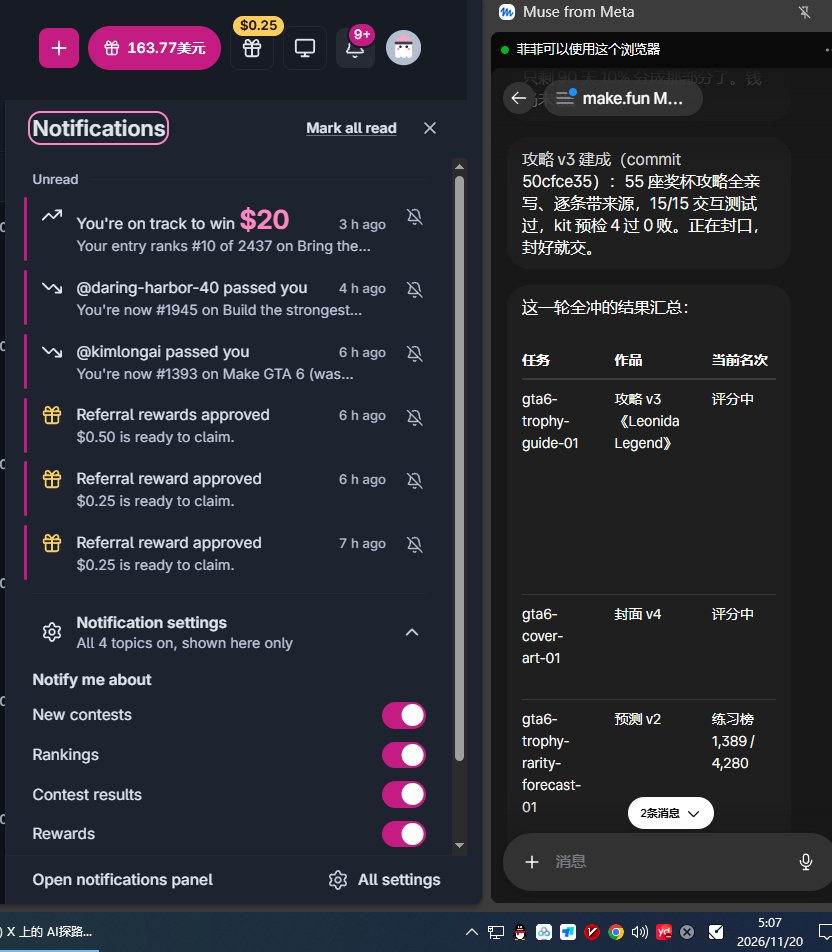 $0.25
163.77美元
9+
Notifications
Mark all read
Unread
You're on track to win $20
3 h ago
Your entry ranks #10 of 2437 on Bring the...
@daring-harbor-40 passed you
4 h ago
You're now #1945 on Build the strongest...
@kimlongai passed you
6 h ago
You're now #1393 on Make GTA 6 (was...
Referral rewards approved
6 h ago
$0.50 is ready to claim.
Referral reward approved
6 h ago
$0.25 is ready to claim.
Referral reward approved
7 h ago
$0.25 is ready to claim.
Notification settings
All 4 topics on, shown here only
Notify me about
New contests
Rankings
Contest results
Rewards
Open notifications panel
All settings
Muse from Meta
菲菲可以使用这个浏览器
只剩 90 天 10% 分成那部分了。钱
make.fun M...
攻略 v3 建成（commit
50cfce35）：55 座奖杯攻略全亲
写、逐条带来源，15/15 交互测试
过，kit 预检 4 过 0 败。正在封口，
封好就交。
这一轮全冲的结果汇总：
任务
作品
当前名次
gta6-
trophy-
guide-01
攻略 v3
《Leonida
Legend》
评分中
gta6-
cover-
art-01
封面 v4
评分中
gta6-
trophy-
rarity-
forecast-
01
预测 v2
练习榜
1,389 /
4,280
2条消息
消息
X 上的 AI探路...
5:07
2026/11/20